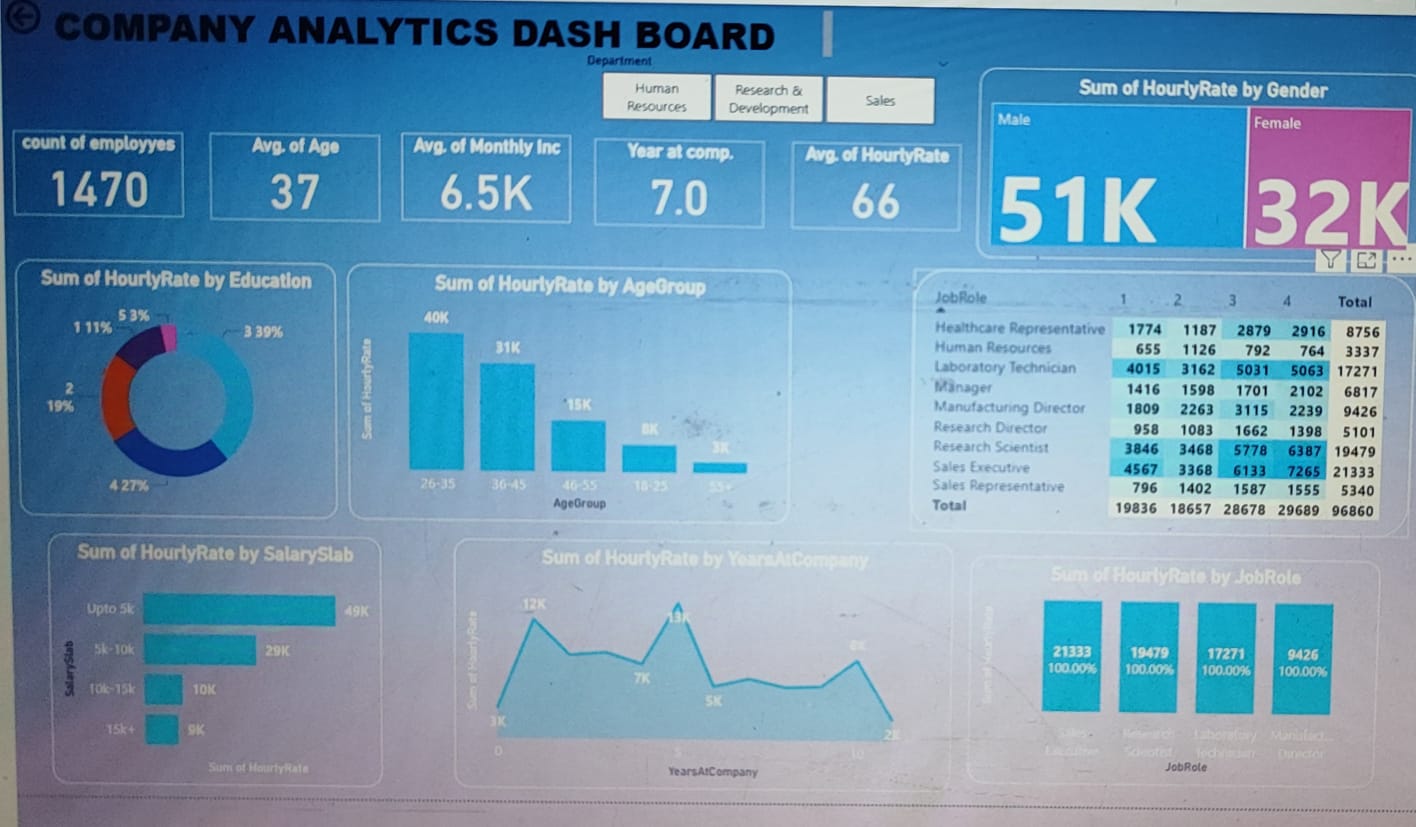 COMPANY ANALYTICS DASH BOARD
Department
Human
Resources
Research &
Development
Sales
count of employyes
1470
Avg. of Age
37
Avg. of Monthly Inc
6.5K
Year at comp.
7.0
Avg. of HourlyRate
66
Sum of HourlyRate by Gender
Male
51K
Female
32K
Sum of HourlyRate by Education
5 3%
1 11%
3 39%
2
19%
4 27%
Sum of HourlyRate by AgeGroup
Sum of HourlyRate
40K
31K
15K
8K
3K
26-35 36-45 46-55 18-25 55+
AgeGroup
JobRole 1 2 3 4 Total
Healthcare Representative 1774 1187 2879 2916 8756
Human Resources 655 1126 792 764 3337
Laboratory Technician 4015 3162 5031 5063 17271
Manager 1416 1598 1701 2102 6817
Manufacturing Director 1809 2263 3115 2239 9426
Research Director 958 1083 1662 1398 5101
Research Scientist 3846 3468 5778 6387 19479
Sales Executive 4567 3368 6133 7265 21333
Sales Representative 796 1402 1587 1555 5340
Total 19836 18657 28678 29689 96860
Sum of HourlyRate by SalarySlab
SalarySlab
Upto 5k 49K
5k-10k 29K
10k-15k 10K
15k+ 9K
Sum of HourlyRate
Sum of HourlyRate by YearsAtCompany
Sum of HourlyRate
12K
13K
8K
7K
5K
3K
2K
0 5 10
YearsAtCompany
Sum of HourlyRate by JobRole
Sum of HourlyRate
21333
100.00%
19479
100.00%
17271
100.00%
9426
100.00%
Sales
Executive
Research
Scientist
Laboratory
Technician
Manufact...
Director
JobRole